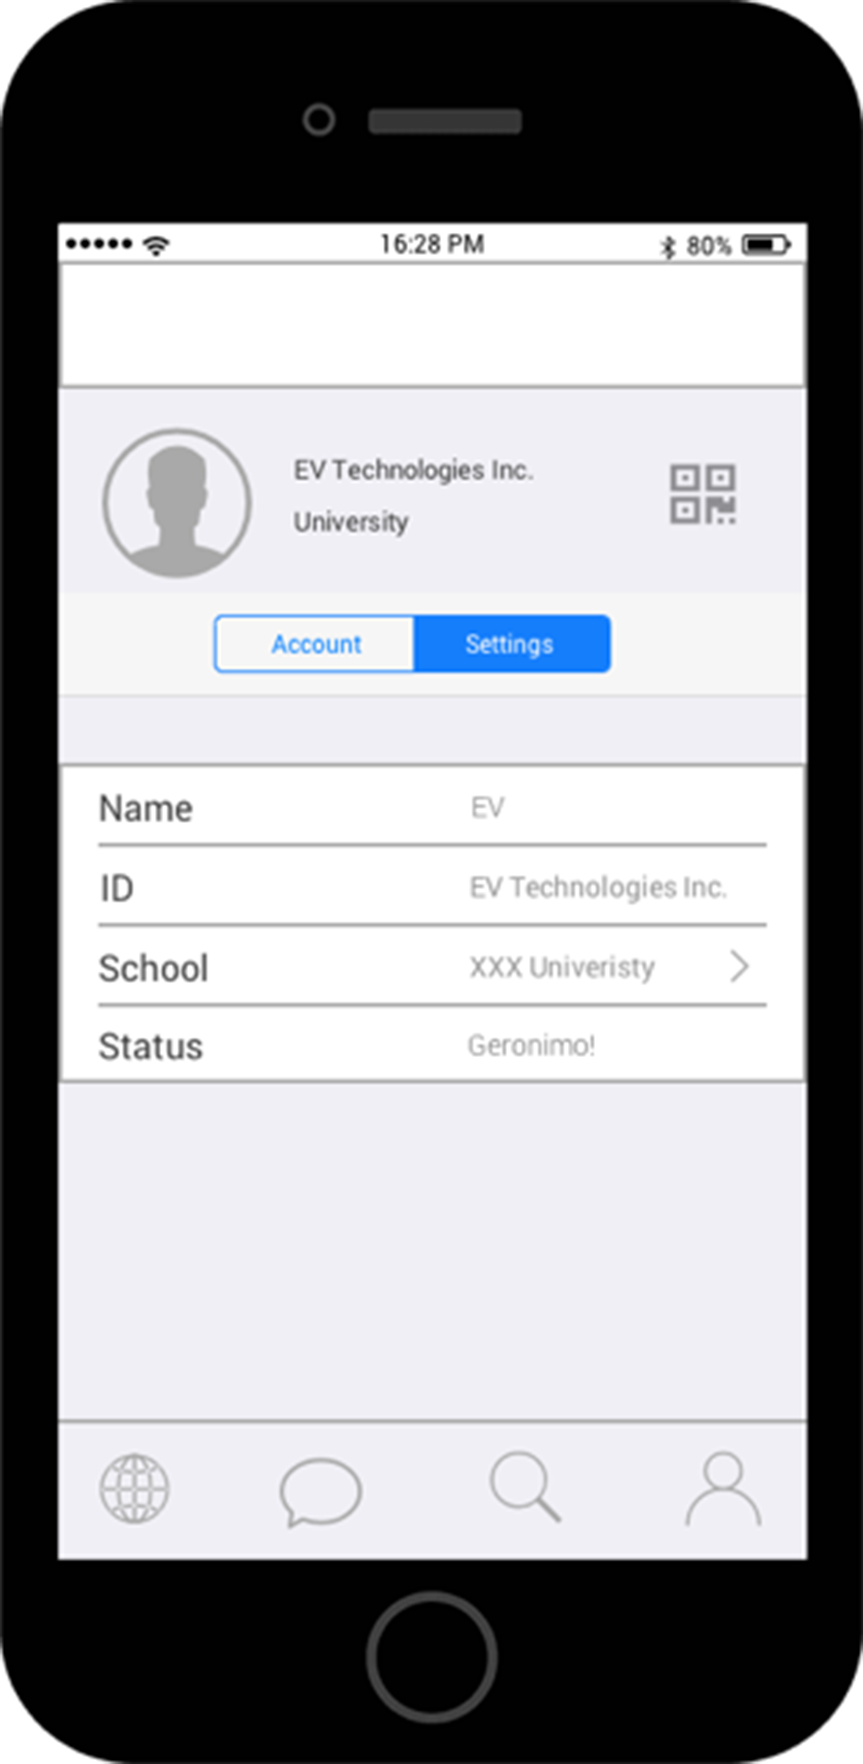 16:28 PM 80%
EV Technologies Inc.
University
Account Settings
Name EV
ID EV Technologies Inc.
School XXX Univeristy
Status Geronimo!